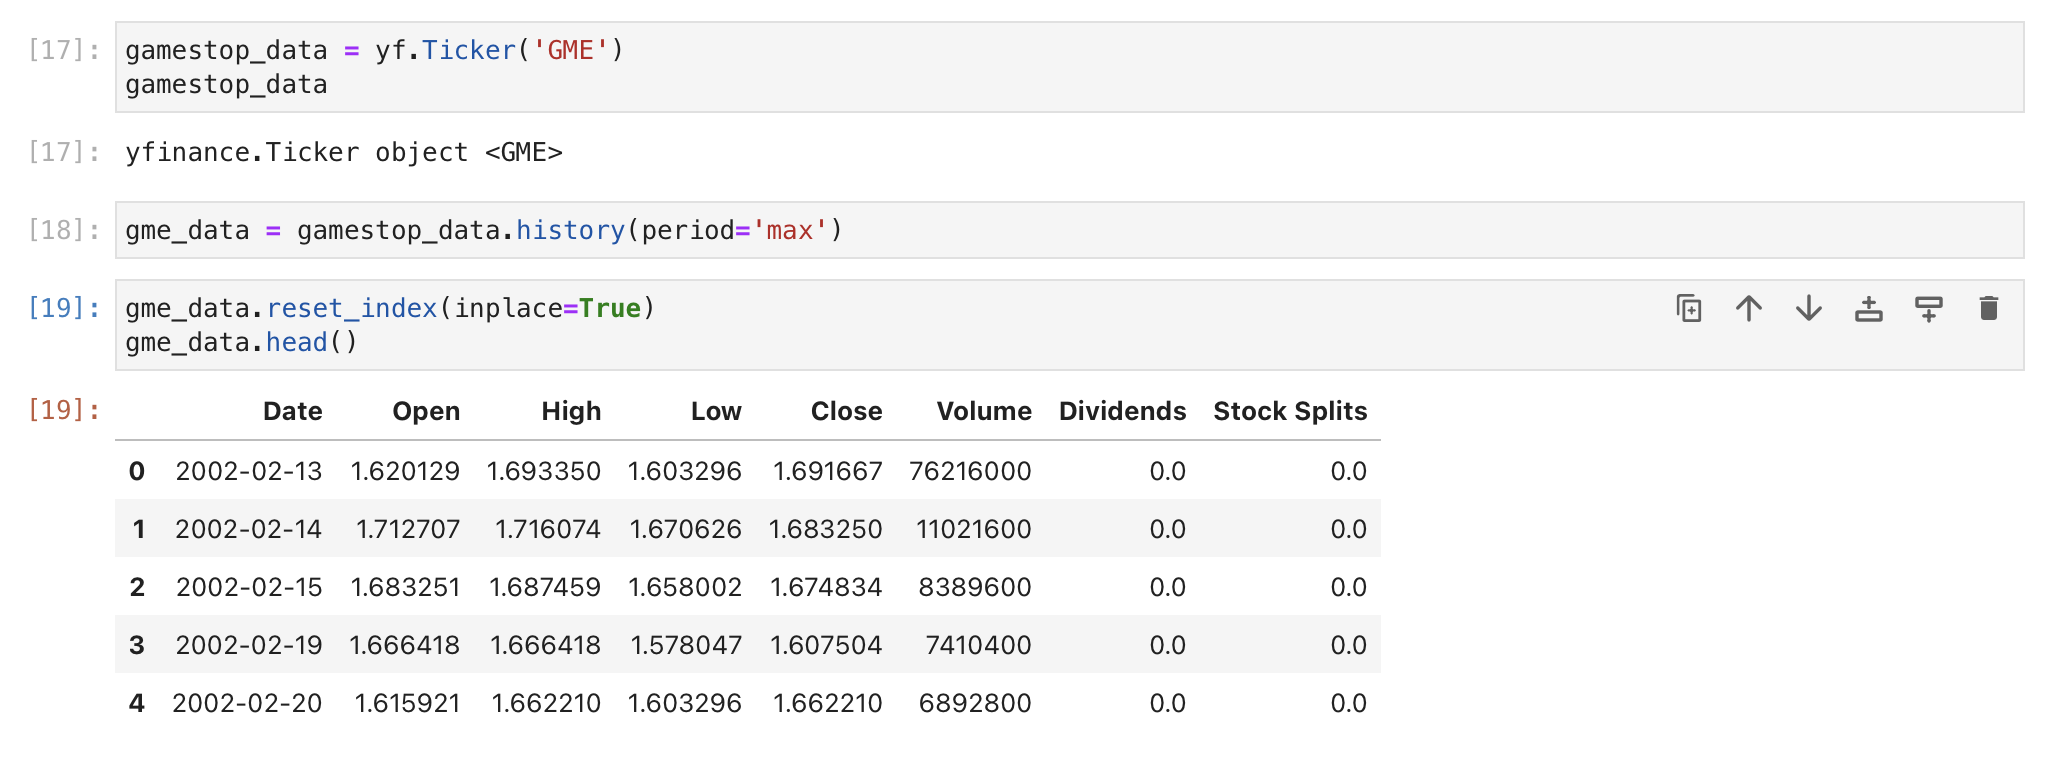 [17]: gamestop_data = yf.Ticker('GME')
gamestop_data
[17]: yfinance.Ticker object <GME>
[18]: gme_data = gamestop_data.history(period='max')
[19]: gme_data.reset_index(inplace=True)
gme_data.head()
[19]: Date Open High Low Close Volume Dividends Stock Splits
0 2002-02-13 1.620129 1.693350 1.603296 1.691667 76216000 0.0 0.0
1 2002-02-14 1.712707 1.716074 1.670626 1.683250 11021600 0.0 0.0
2 2002-02-15 1.683251 1.687459 1.658002 1.674834 8389600 0.0 0.0
3 2002-02-19 1.666418 1.666418 1.578047 1.607504 7410400 0.0 0.0
4 2002-02-20 1.615921 1.662210 1.603296 1.662210 6892800 0.0 0.0